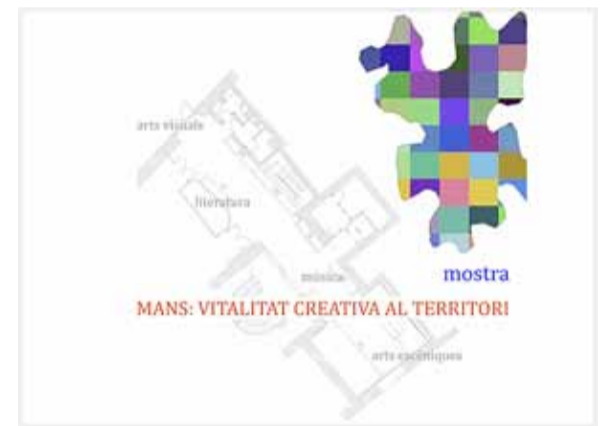 arts visuals
literatura
música
mostra
MANS: VITALITAT CREATIVA AL TERRITORI
arts escèniques